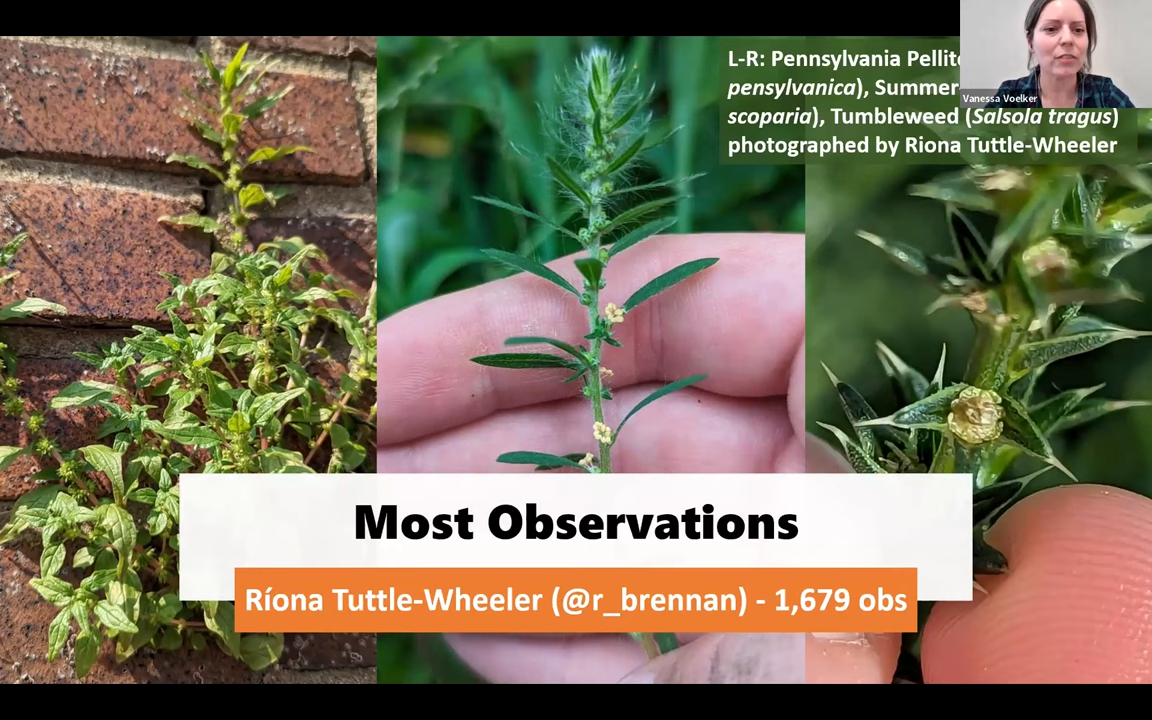 L-R: Pennsylvania
pensylvanica), Summer
Vanessa Voelker
scoparia), Tumbleweed (Salsola tragus)
photographed by Riona Tuttle-Wheeler
Most Observations
Ríona Tuttle-Wheeler (@r_brennan) - 1,679 obs